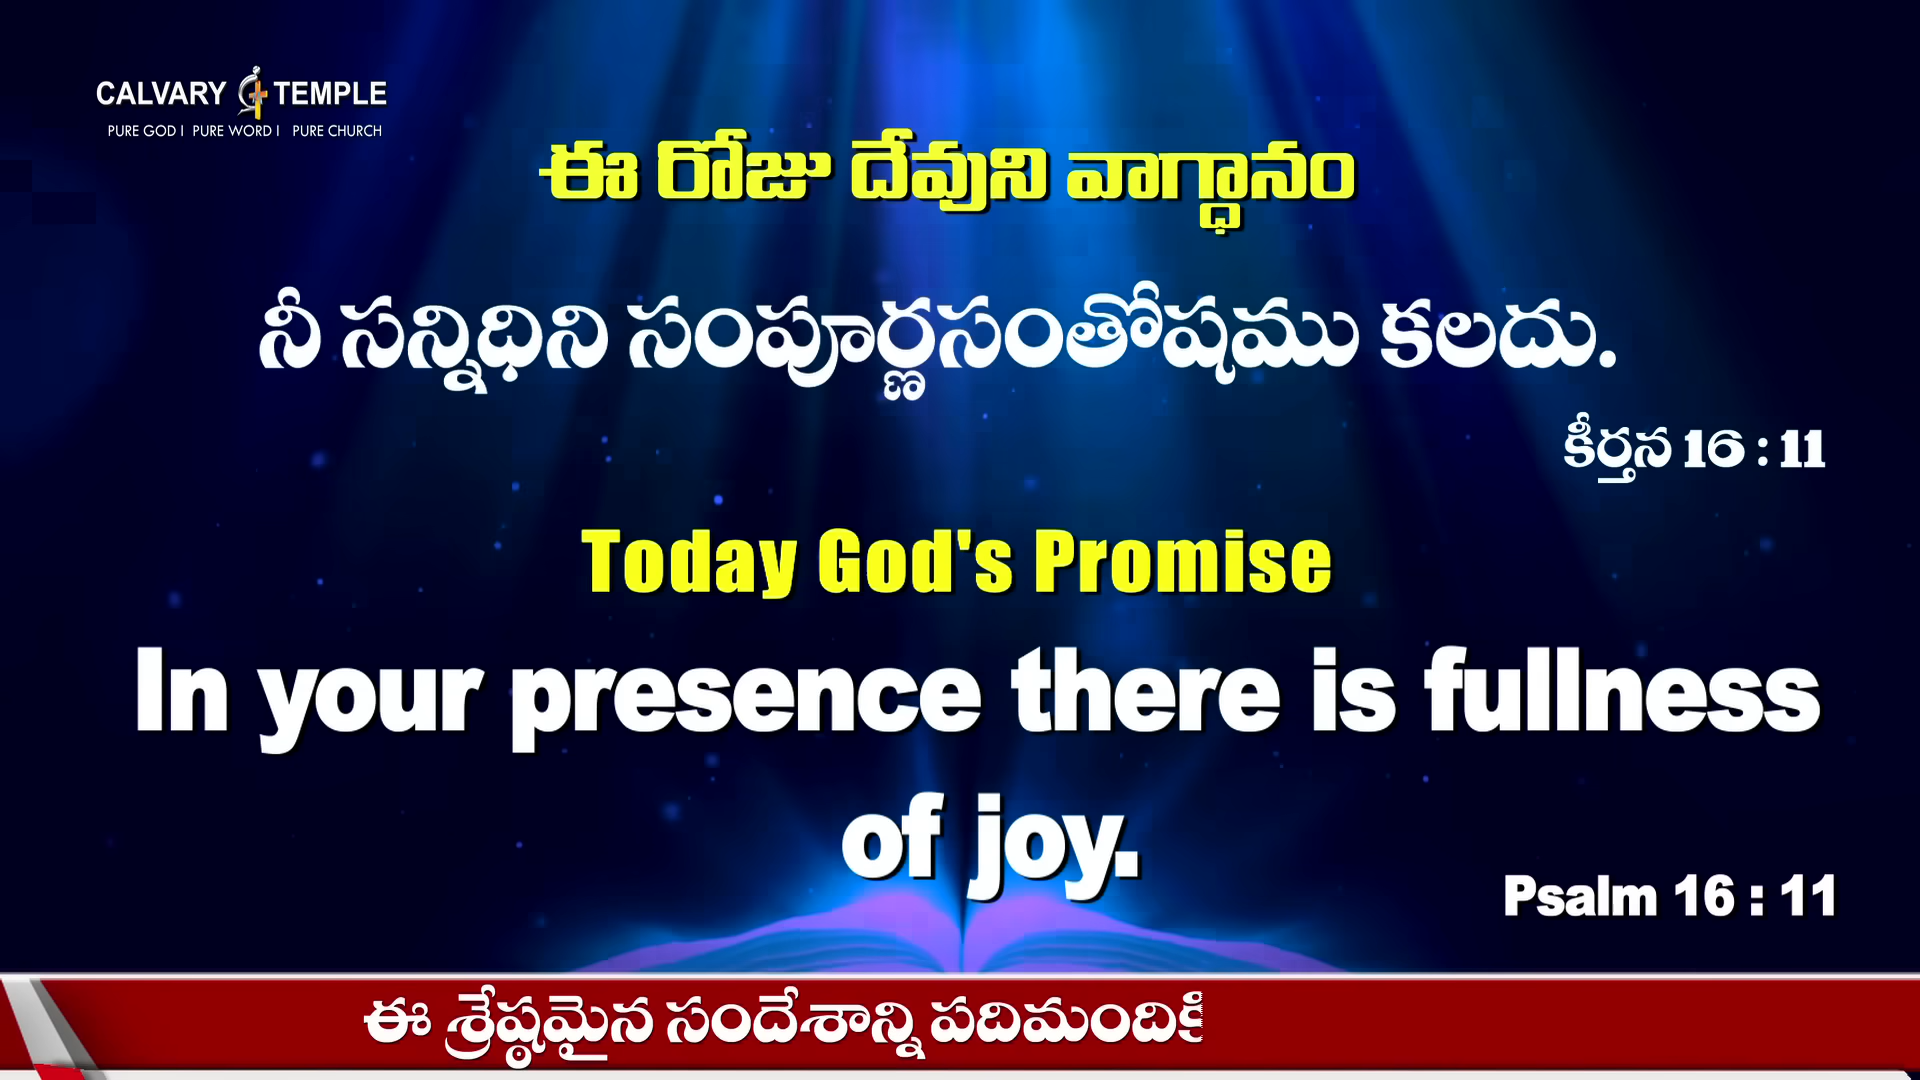 CALVARY TEMPLE
PURE GOD | PURE WORD | PURE CHURCH
ఈ రోజు దేవుని వాగ్ధానం
నీ సన్నిధిని సంపూర్ణసంతోషము కలదు.
కీర్తన 16 : 11
Today God's Promise
In your presence there is fullness
of joy.
Psalm 16 : 11
ఈ శ్రేష్ఠమైన సందేశాన్ని పదిమందికి